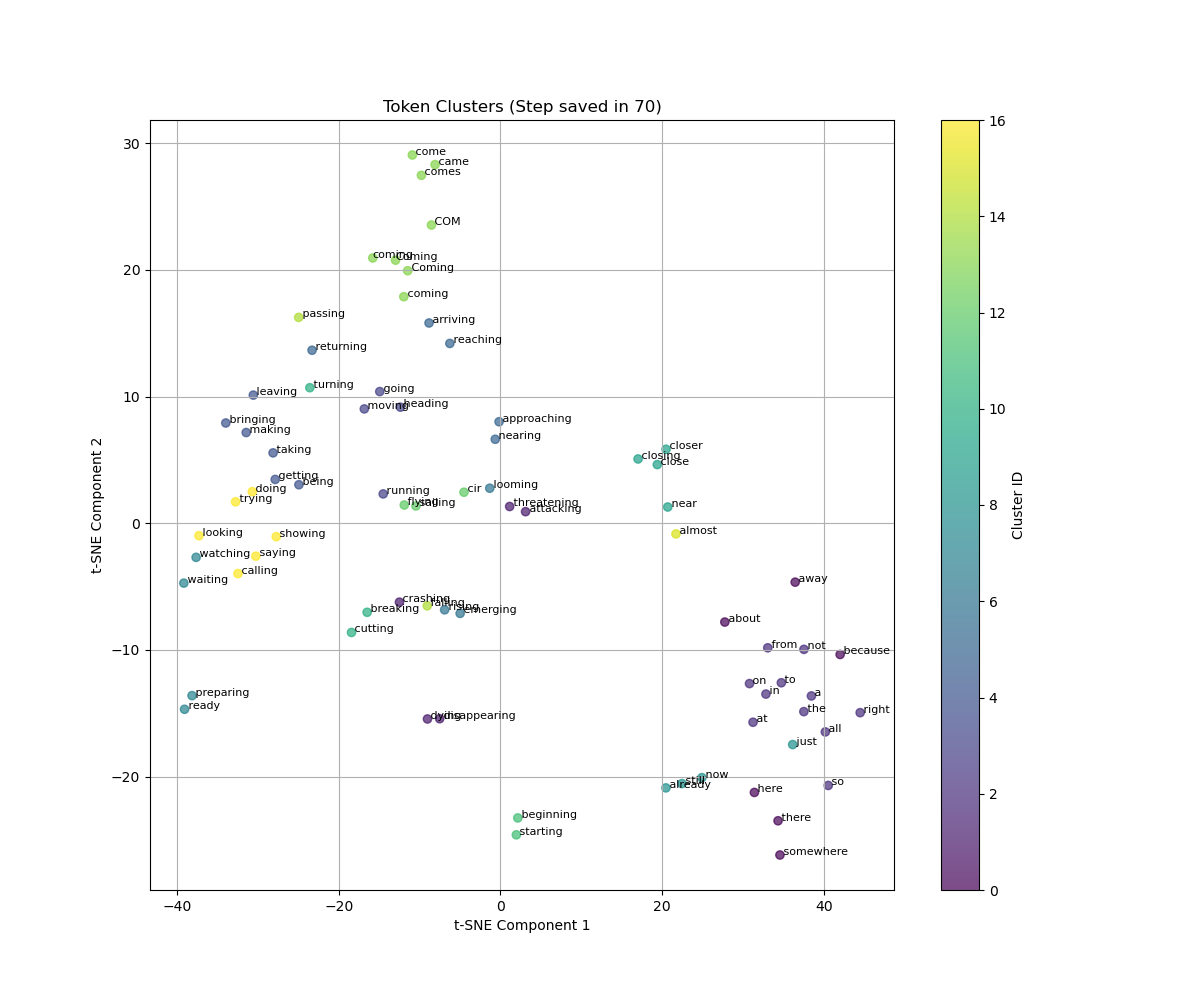 Token Clusters (Step saved in 70)
30
20
10
0
−10
−20
t-SNE Component 2
−40
−20
0
20
40
t-SNE Component 1
come
came
comes
COM
coming
Coming
Coming
coming
passing
arriving
reaching
returning
turning
leaving
going
moving
heading
bringing
making
approaching
nearing
taking
closer
closing
close
getting
being
doing
trying
running
flying
sailing
cir
looming
threatening
attacking
near
almost
looking
showing
watching
saying
calling
waiting
away
crashing
falling
rising
emerging
breaking
cutting
about
from
not
because
on
to
in
a
the
right
at
all
just
preparing
ready
dying
disappearing
now
still
already
here
so
there
somewhere
beginning
starting
16
14
12
10
8
6
4
2
0
Cluster ID